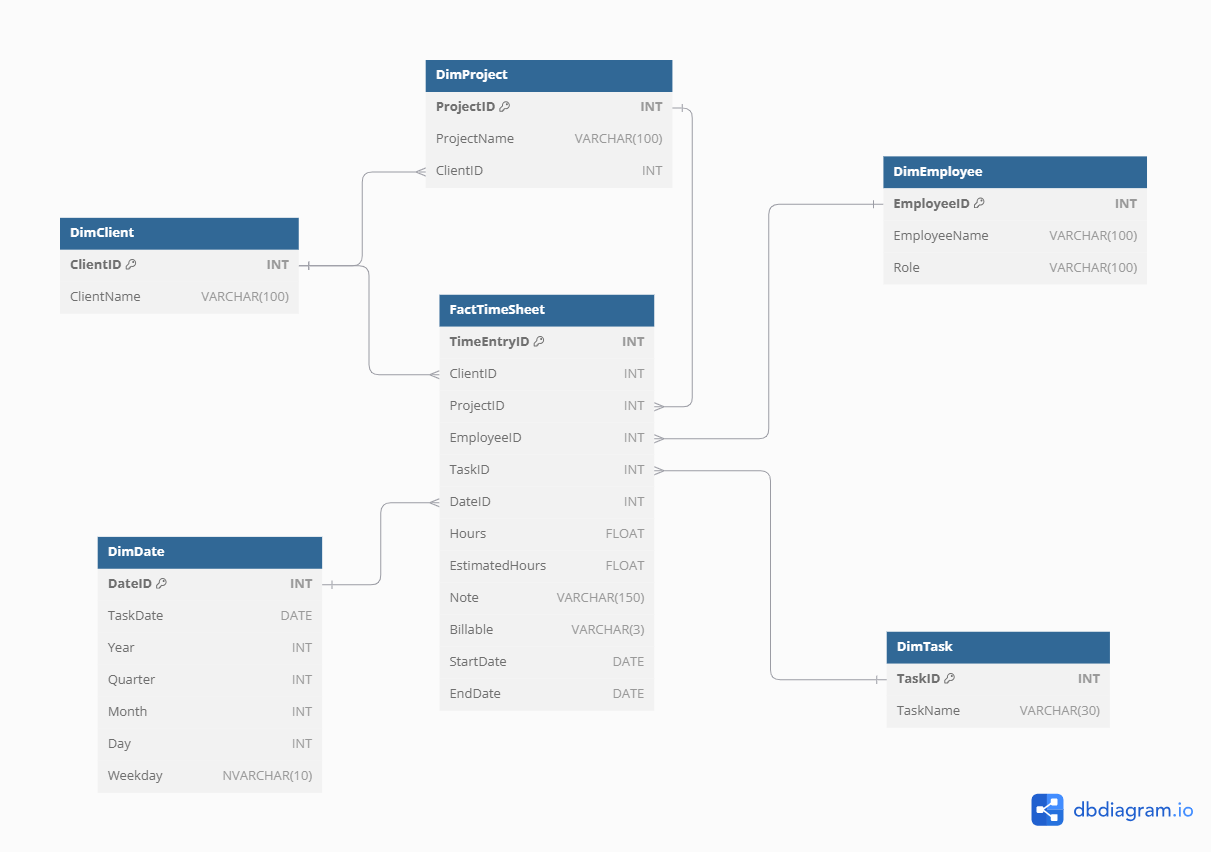 DimProject
ProjectID INT
ProjectName VARCHAR(100)
ClientID INT
DimEmployee
EmployeeID INT
EmployeeName VARCHAR(100)
Role VARCHAR(100)
DimClient
ClientID INT
ClientName VARCHAR(100)
FactTimeSheet
TimeEntryID INT
ClientID INT
ProjectID INT
EmployeeID INT
TaskID INT
DateID INT
Hours FLOAT
EstimatedHours FLOAT
Note VARCHAR(150)
Billable VARCHAR(3)
StartDate DATE
EndDate DATE
DimDate
DateID INT
TaskDate DATE
Year INT
Quarter INT
Month INT
Day INT
Weekday NVARCHAR(10)
DimTask
TaskID INT
TaskName VARCHAR(30)
dbdiagram.io